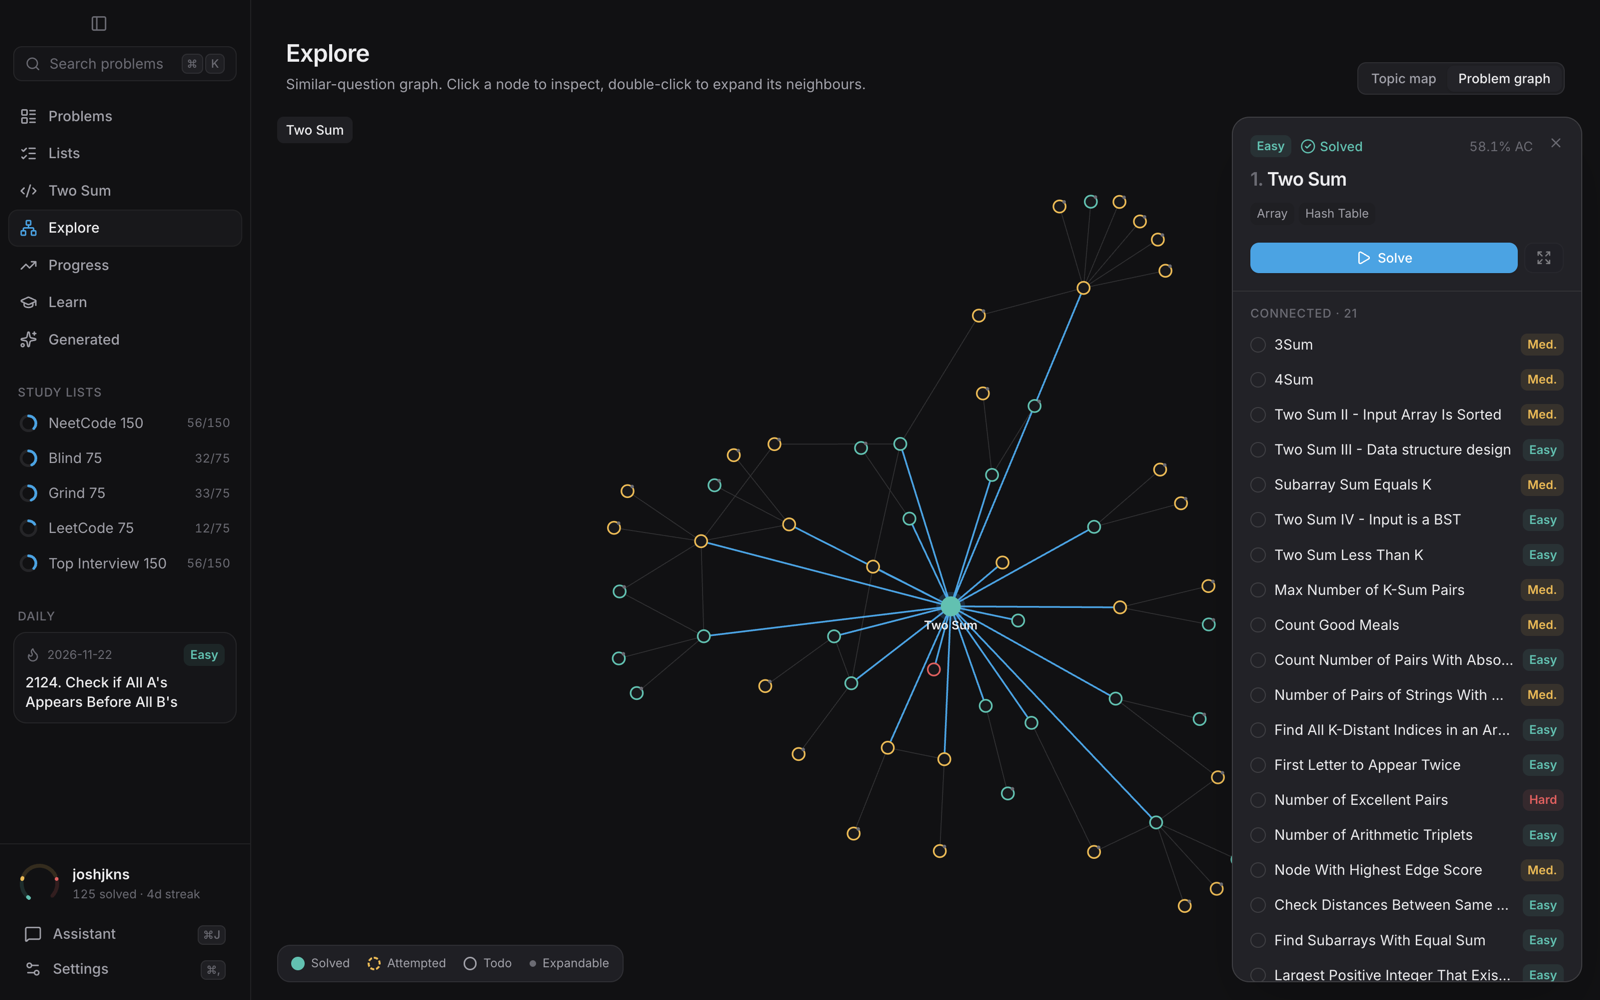 Search problems
⌘ K
Problems
Lists
Two Sum
Explore
Progress
Learn
Generated
STUDY LISTS
NeetCode 150 56/150
Blind 75 32/75
Grind 75 33/75
LeetCode 75 12/75
Top Interview 150 56/150
DAILY
2026-11-22 Easy
2124. Check if All A's
Appears Before All B's
joshjkns
125 solved · 4d streak
Assistant ⌘J
Settings ⌘,
Explore
Similar-question graph. Click a node to inspect, double-click to expand its neighbours.
Topic map
Problem graph
Two Sum
Two Sum
Solved
Attempted
Todo
Expandable
Easy Solved 58.1% AC
1. Two Sum
Array Hash Table
Solve
CONNECTED · 21
3Sum Med.
4Sum Med.
Two Sum II - Input Array Is Sorted Med.
Two Sum III - Data structure design Easy
Subarray Sum Equals K Med.
Two Sum IV - Input is a BST Easy
Two Sum Less Than K Easy
Max Number of K-Sum Pairs Med.
Count Good Meals Med.
Count Number of Pairs With Abso... Easy
Number of Pairs of Strings With ... Med.
Find All K-Distant Indices in an Ar... Easy
First Letter to Appear Twice Easy
Number of Excellent Pairs Hard
Number of Arithmetic Triplets Easy
Node With Highest Edge Score Med.
Check Distances Between Same ... Easy
Find Subarrays With Equal Sum Easy
Largest Positive Integer That Exis... Easy